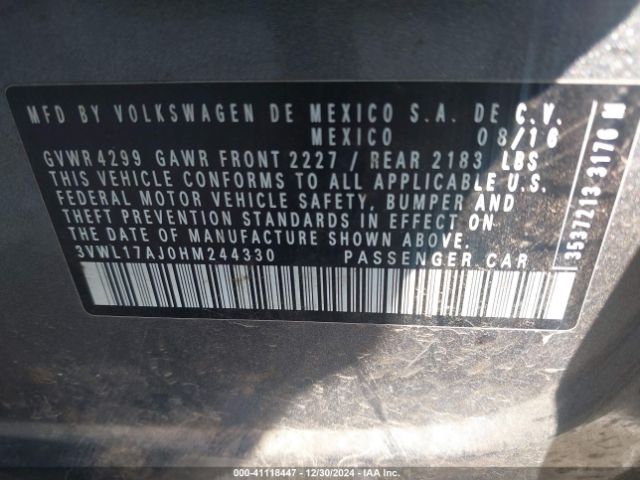 MFD BY VOLKSWAGEN DE MEXICO S.A. DE C.V.
MEXICO 08/16
GVWR 4299 GAWR FRONT 2227 / REAR 2183 LBS
THIS VEHICLE CONFORMS TO ALL APPLICABLE U.S.
FEDERAL MOTOR VEHICLE SAFETY, BUMPER AND
THEFT PREVENTION STANDARDS IN EFFECT ON
THE DATE OF MANUFACTURE SHOWN ABOVE.
3VWL17AJ0HM244330 PASSENGER CAR
3537213 3176 M
000-41118447 - 12/30/2024 - IAA Inc.